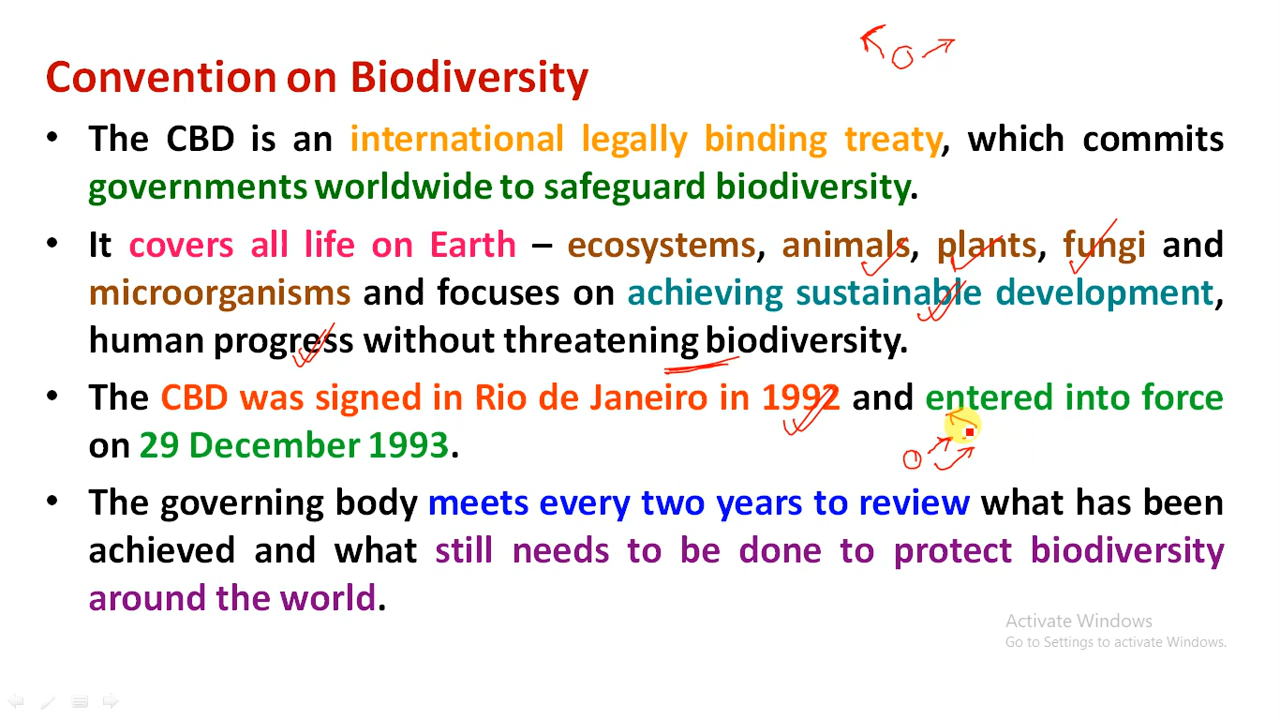 Convention on Biodiversity
• The CBD is an international legally binding treaty, which commits
governments worldwide to safeguard biodiversity.
• It covers all life on Earth – ecosystems, animals, plants, fungi and
microorganisms and focuses on achieving sustainable development,
human progress without threatening biodiversity.
• The CBD was signed in Rio de Janeiro in 1992 and entered into force
on 29 December 1993.
• The governing body meets every two years to review what has been
achieved and what still needs to be done to protect biodiversity
around the world.
Activate Windows
Go to Settings to activate Windows.